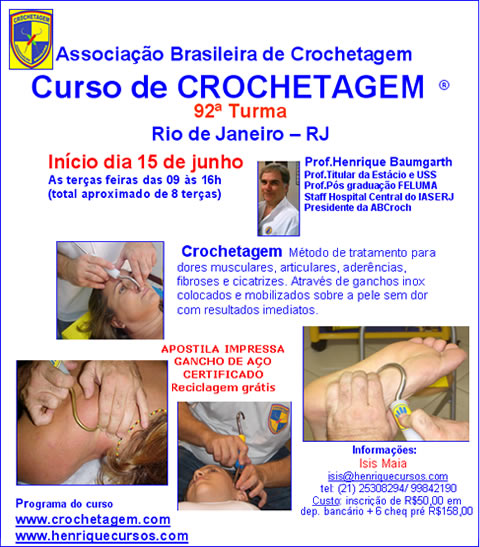 CROCHETAGEM
Associação Brasileira de Crochetagem
Curso de CROCHETAGEM ®
92ª Turma
Rio de Janeiro – RJ
Início dia 15 de junho
As terças feiras das 09 às 16h
(total aproximado de 8 terças)
Prof.Henrique Baumgarth
Prof.Titular da Estácio e USS
Prof.Pós graduação FELUMA
Staff Hospital Central do IASERJ
Presidente da ABCroch
Crochetagem Método de tratamento para
dores musculares, articulares, aderências,
fibroses e cicatrizes. Através de ganchos inox
colocados e mobilizados sobre a pele sem dor
com resultados imediatos.
APOSTILA IMPRESSA
GANCHO DE AÇO
CERTIFICADO
Reciclagem grátis
Informações:
Isis Maia
isis@henriquecursos.com
tel: (21) 25308294/ 99842190
Custo: inscrição de R$50,00 em
dep. bancário + 6 cheq pré R$158,00
Programa do curso
www.crochetagem.com
www.henriquecursos.com